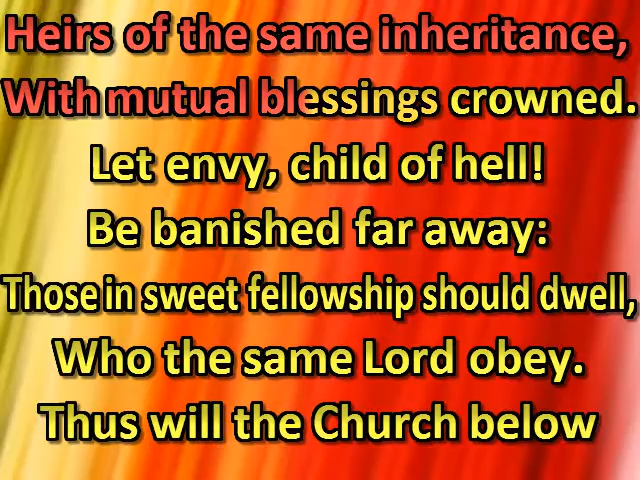 Heirs of the same inheritance,
With mutual blessings crowned.
Let envy, child of hell!
Be banished far away:
Those in sweet fellowship should dwell,
Who the same Lord obey.
Thus will the Church below